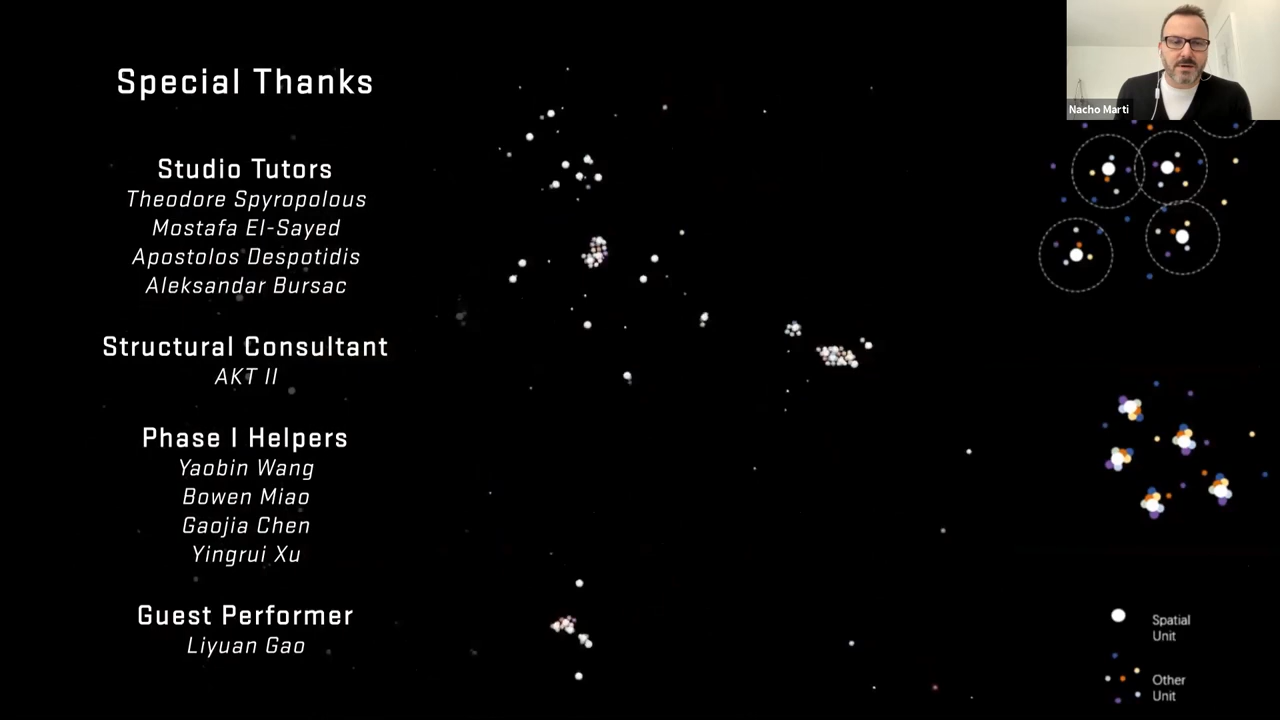 Special Thanks
Studio Tutors
Theodore Spyropolous
Mostafa El-Sayed
Apostolos Despotidis
Aleksandar Bursac
Structural Consultant
AKT II
Phase I Helpers
Yaobin Wang
Bowen Miao
Gaojia Chen
Yingrui Xu
Guest Performer
Liyuan Gao
Nacho Marti
Spatial
Unit
Other
Unit